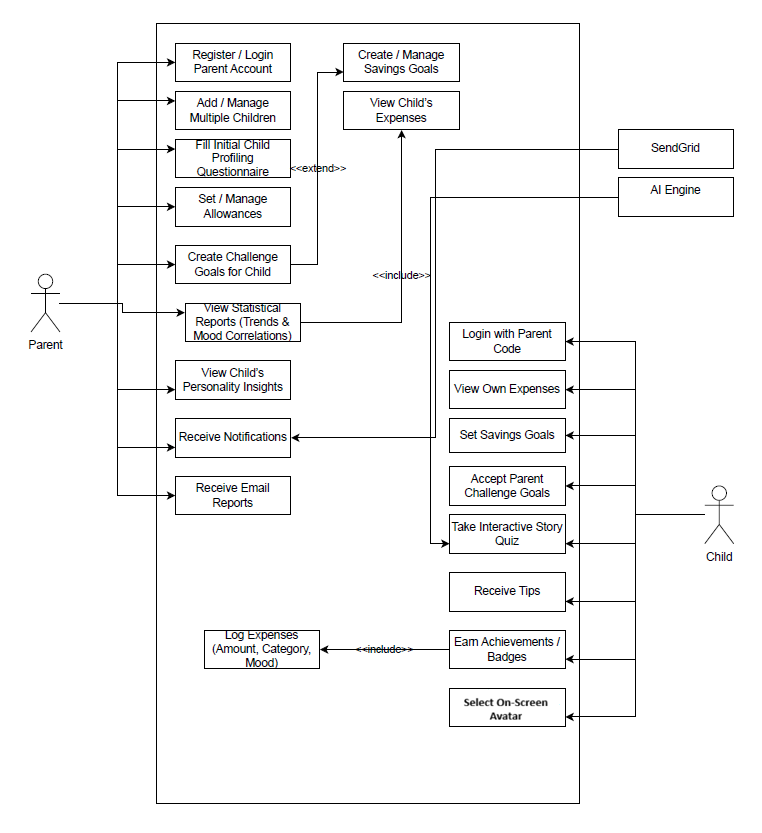 Register / Login
Parent Account
Create / Manage
Savings Goals
Add / Manage
Multiple Children
View Child's
Expenses
Fill Initial Child
Profiling
Questionnaire
<<extend>>
SendGrid
AI Engine
Set / Manage
Allowances
Create Challenge
Goals for Child
<<include>>
View Statistical
Reports (Trends &
Mood Correlations)
Parent
Login with Parent
Code
View Child's
Personality Insights
View Own Expenses
Receive Notifications
Set Savings Goals
Receive Email
Reports
Accept Parent
Challenge Goals
Take Interactive Story
Quiz
Child
Receive Tips
Log Expenses
(Amount, Category,
Mood)
<<include>>
Earn Achievements /
Badges
Select On-Screen
Avatar